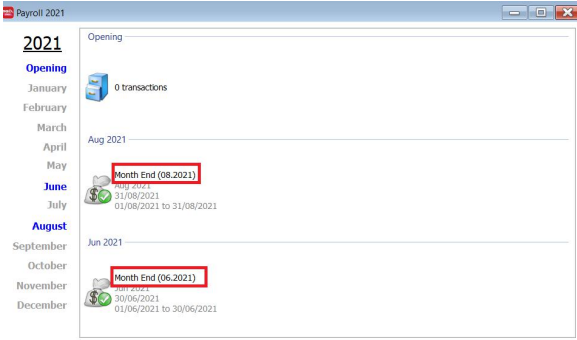 Payroll 2021
2021
Opening
January
February
March
April
May
June
July
August
September
October
November
December
Opening
0 transactions
Aug 2021
Month End (08.2021)
Aug 2021
31/08/2021
01/08/2021 to 31/08/2021
Jun 2021
Month End (06.2021)
Jun 2021
30/06/2021
01/06/2021 to 30/06/2021